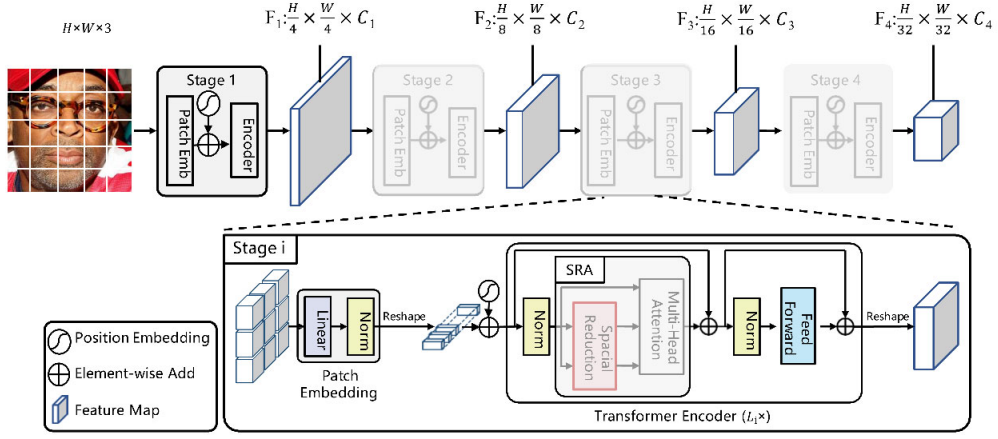 H×W×3
F₁: H/4 × W/4 × C₁
F₂: H/8 × W/8 × C₂
F₃: H/16 × W/16 × C₃
F₄: H/32 × W/32 × C₄
Stage 1
Patch Emb
Encoder
Stage 2
Patch Emb
Encoder
Stage 3
Patch Emb
Encoder
Stage 4
Patch Emb
Encoder
Stage i
Linear
Norm
Patch
Embedding
Reshape
Norm
SRA
Spacial
Reduction
Multi-Head
Attention
Norm
Feed
Forward
Reshape
Transformer Encoder (L₁×)
Position Embedding
Element-wise Add
Feature Map